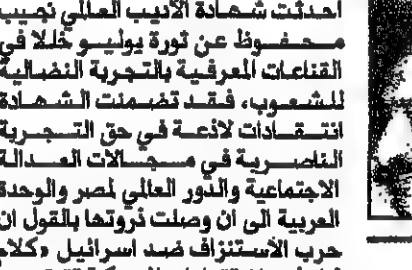 أحدثت شهادة الأديب العالمي نجيب
محفوظ عن ثورة يوليو خللا في
القناعات المعرفية بالتجربة النضالية
للشعوب، فقد تضمنت الشهادة
انتقادات لاذعة في حق التجربة
الناصرية في مجالات العدالة
الاجتماعية والدور العالمي لمصر والوحدة
العربية الى ان وصلت ذروتها بالقول ان
حرب الأستنزاف ضد اسرائيل «كلام